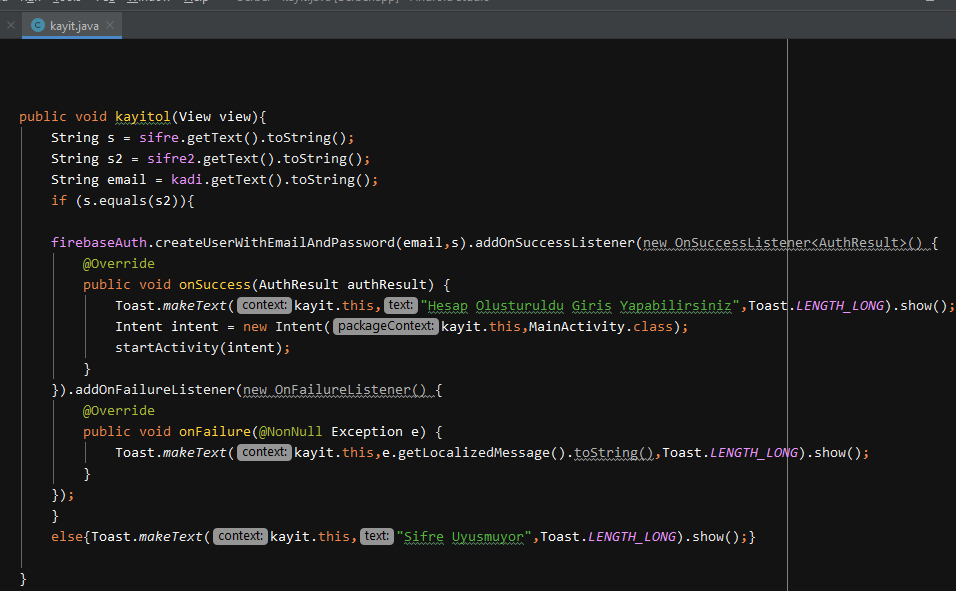 kayit.java
public void kayitol(View view){
String s = sifre.getText().toString();
String s2 = sifre2.getText().toString();
String email = kadi.getText().toString();
if (s.equals(s2)){
firebaseAuth.createUserWithEmailAndPassword(email,s).addOnSuccessListener(new OnSuccessListener<AuthResult>() {
@Override
public void onSuccess(AuthResult authResult) {
Toast.makeText( context: kayit.this, text: "Hesap Olusturuldu Giris Yapabilirsiniz",Toast.LENGTH_LONG).show();
Intent intent = new Intent( packageContext: kayit.this,MainActivity.class);
startActivity(intent);
}
}).addOnFailureListener(new OnFailureListener() {
@Override
public void onFailure(@NonNull Exception e) {
Toast.makeText( context: kayit.this,e.getLocalizedMessage().toString(),Toast.LENGTH_LONG).show();
}
});
}
else{Toast.makeText( context: kayit.this, text: "Sifre Uyusmuyor",Toast.LENGTH_LONG).show();}
}